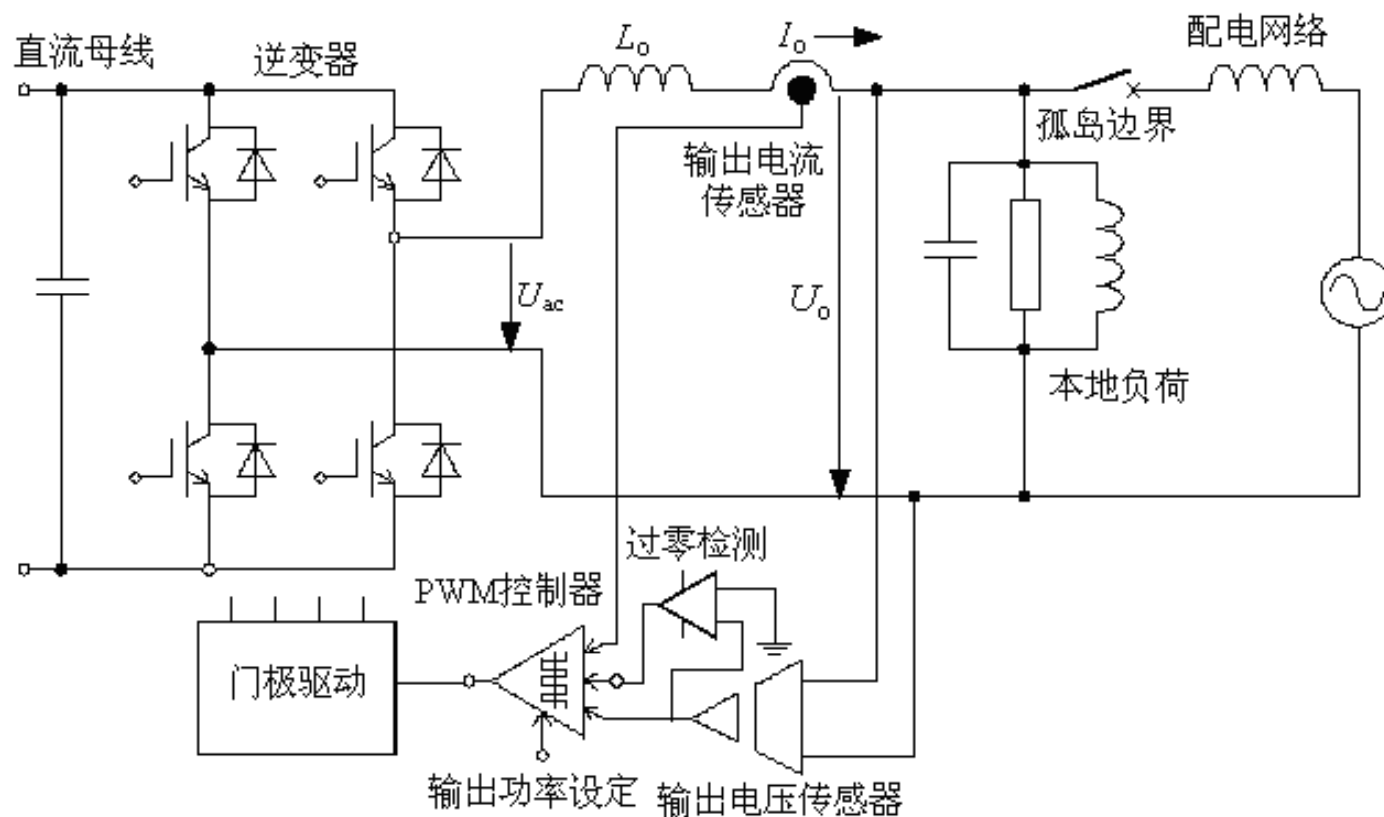 直流母线
逆变器
Lo
Io
配电网络
孤岛边界
输出电流
传感器
Uac
Uo
本地负荷
过零检测
PWM控制器
门极驱动
输出功率设定
输出电压传感器